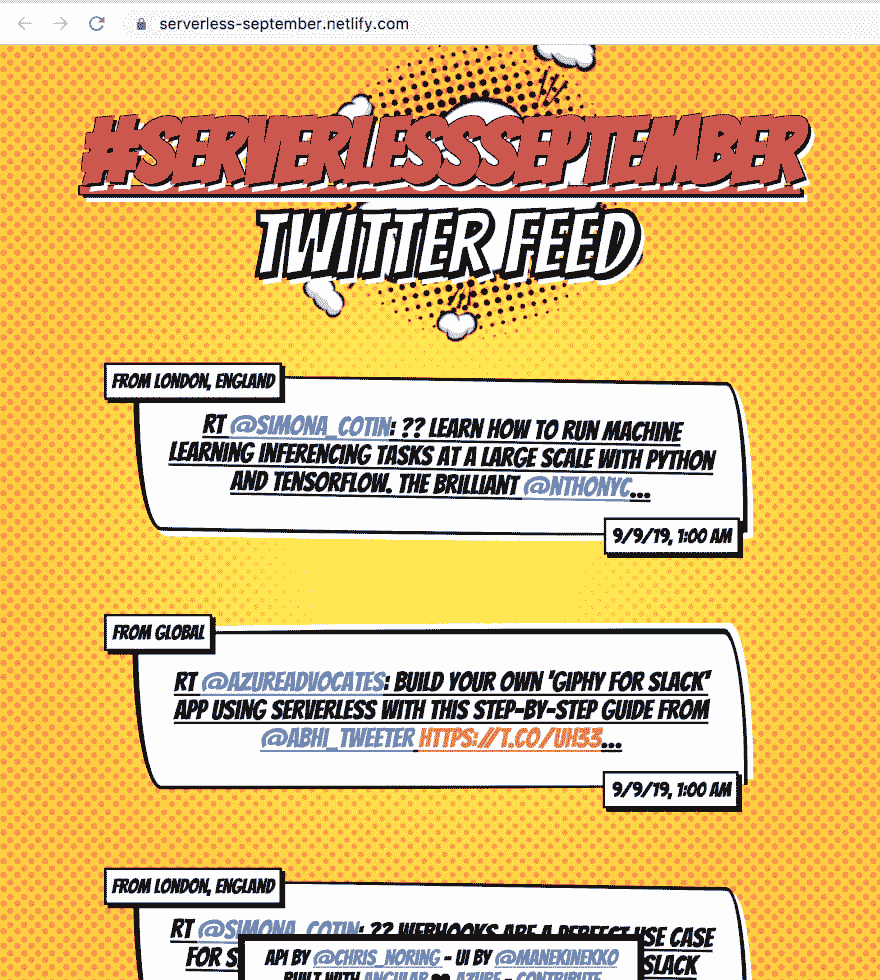 serverless-september.netlify.com
#SERVERLESSSEPTEMBER
TWITTER FEED
FROM LONDON, ENGLAND
RT @SIMONA_COTIN: ?? LEARN HOW TO RUN MACHINE
LEARNING INFERENCING TASKS AT A LARGE SCALE WITH PYTHON
AND TENSORFLOW. THE BRILLIANT @NTHONYC...
9/9/19, 1:00 AM
FROM GLOBAL
RT @AZUREADVOCATES: BUILD YOUR OWN 'GIPHY FOR SLACK'
APP USING SERVERLESS WITH THIS STEP-BY-STEP GUIDE FROM
@ABHI_TWEETER HTTPS://T.CO/UH33...
9/9/19, 1:00 AM
FROM LONDON, ENGLAND
RT @SIMONA_COTIN: ?? WEBHOOKS ARE A PERFECT USE CASE
FOR S
SLACK
API BY @CHRIS_NORING - UI BY @MANEKINEKKO
BUILT WITH ANGULAR ❤ AZURE - CONTRIBUTE